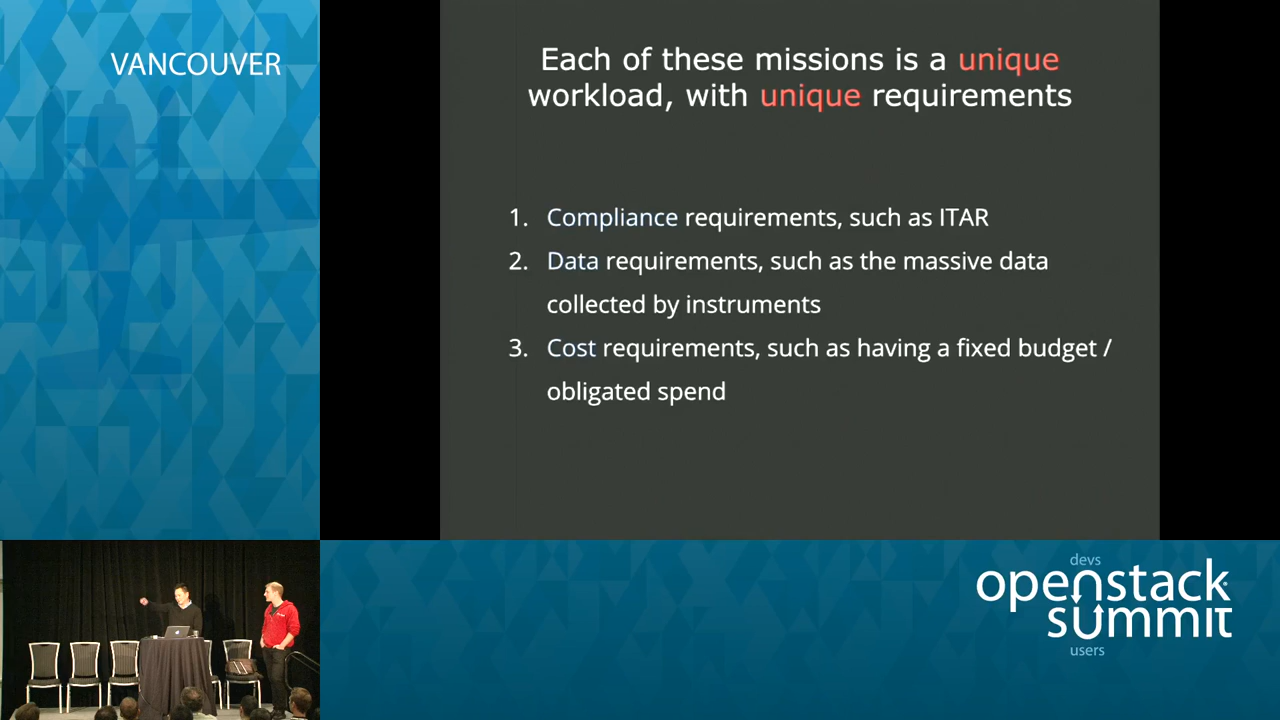 VANCOUVER
Each of these missions is a unique
workload, with unique requirements
1. Compliance requirements, such as ITAR
2. Data requirements, such as the massive data
collected by instruments
3. Cost requirements, such as having a fixed budget /
obligated spend
devs
openstack
summit
users